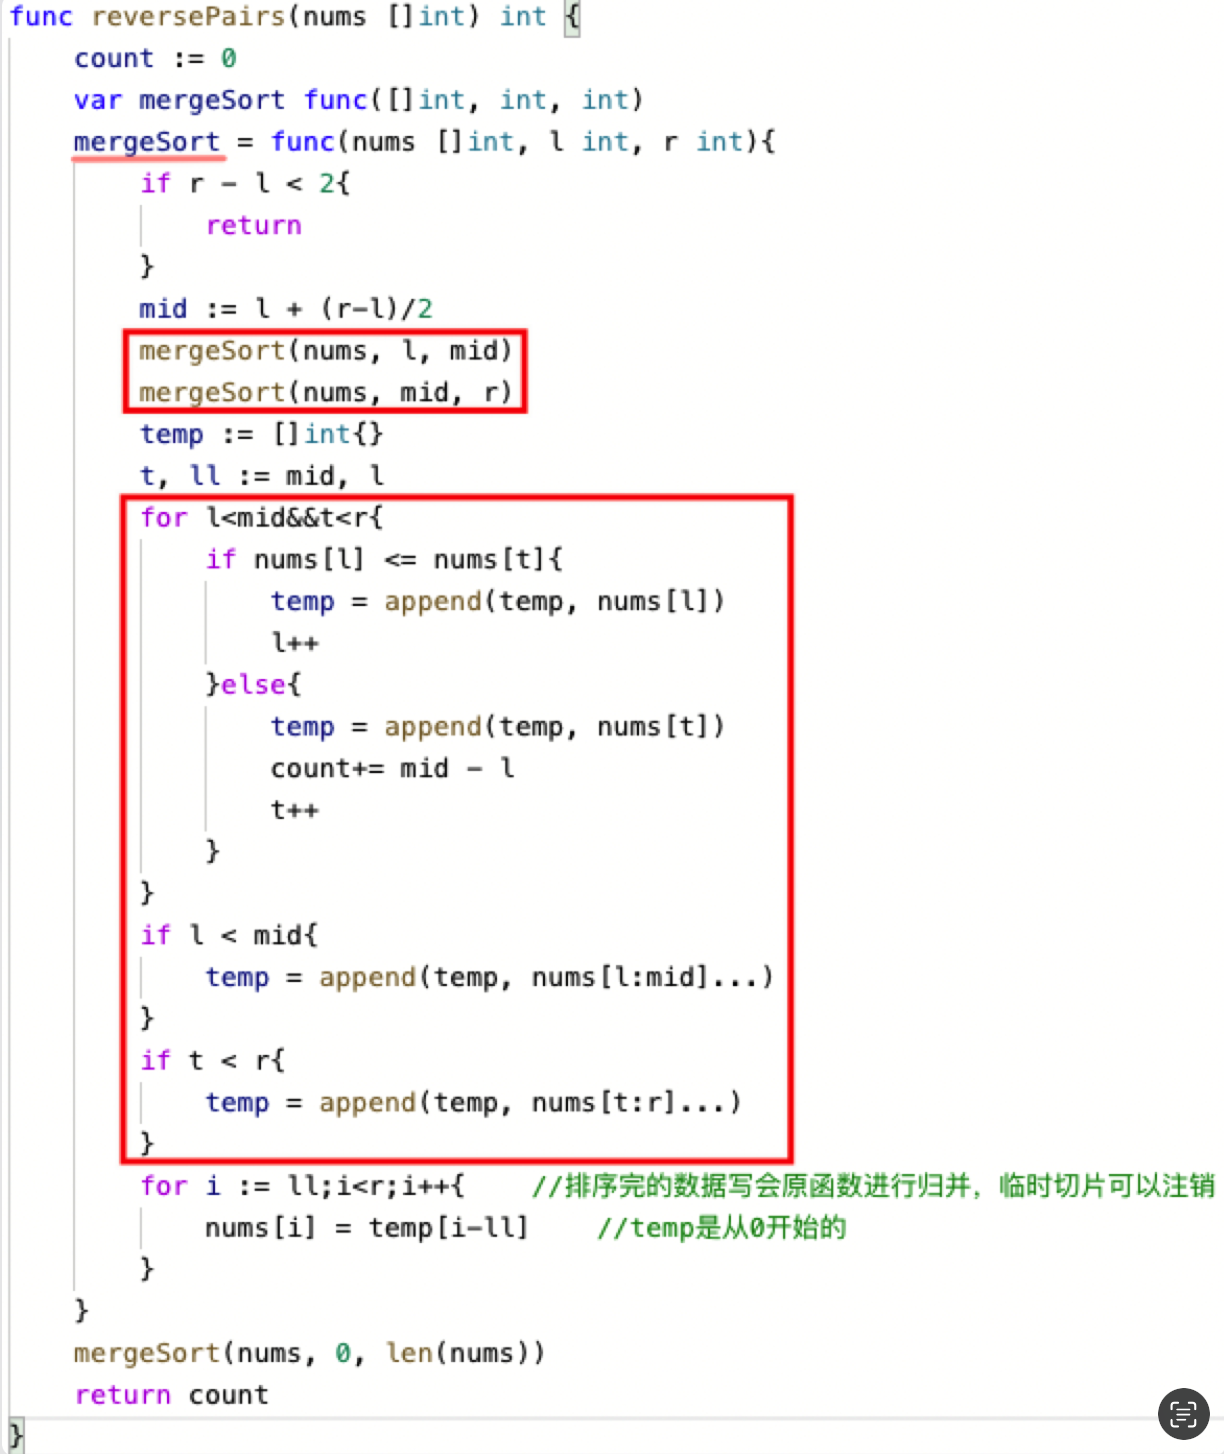 func reversePairs(nums []int) int {
count := 0
var mergeSort func([]int, int, int)
mergeSort = func(nums []int, l int, r int){
if r - l < 2{
return
}
mid := l + (r-l)/2
mergeSort(nums, l, mid)
mergeSort(nums, mid, r)
temp := []int{}
t, ll := mid, l
for l<mid&&t<r{
if nums[l] <= nums[t]{
temp = append(temp, nums[l])
l++
}else{
temp = append(temp, nums[t])
count+= mid - l
t++
}
}
if l < mid{
temp = append(temp, nums[l:mid]...)
}
if t < r{
temp = append(temp, nums[t:r]...)
}
for i := ll;i<r;i++{ //排序完的数据写会原函数进行归并，临时切片可以注销
nums[i] = temp[i-ll] //temp是从0开始的
}
}
mergeSort(nums, 0, len(nums))
return count
}